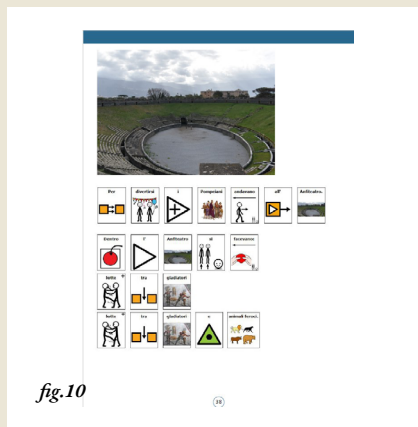 Per divertirsi i Pompeiani andavano all' Anfiteatro.
Dentro l' Anfiteatro si facevano
lotte tra gladiatori
lotte tra gladiatori e animali feroci.
fig.10
38